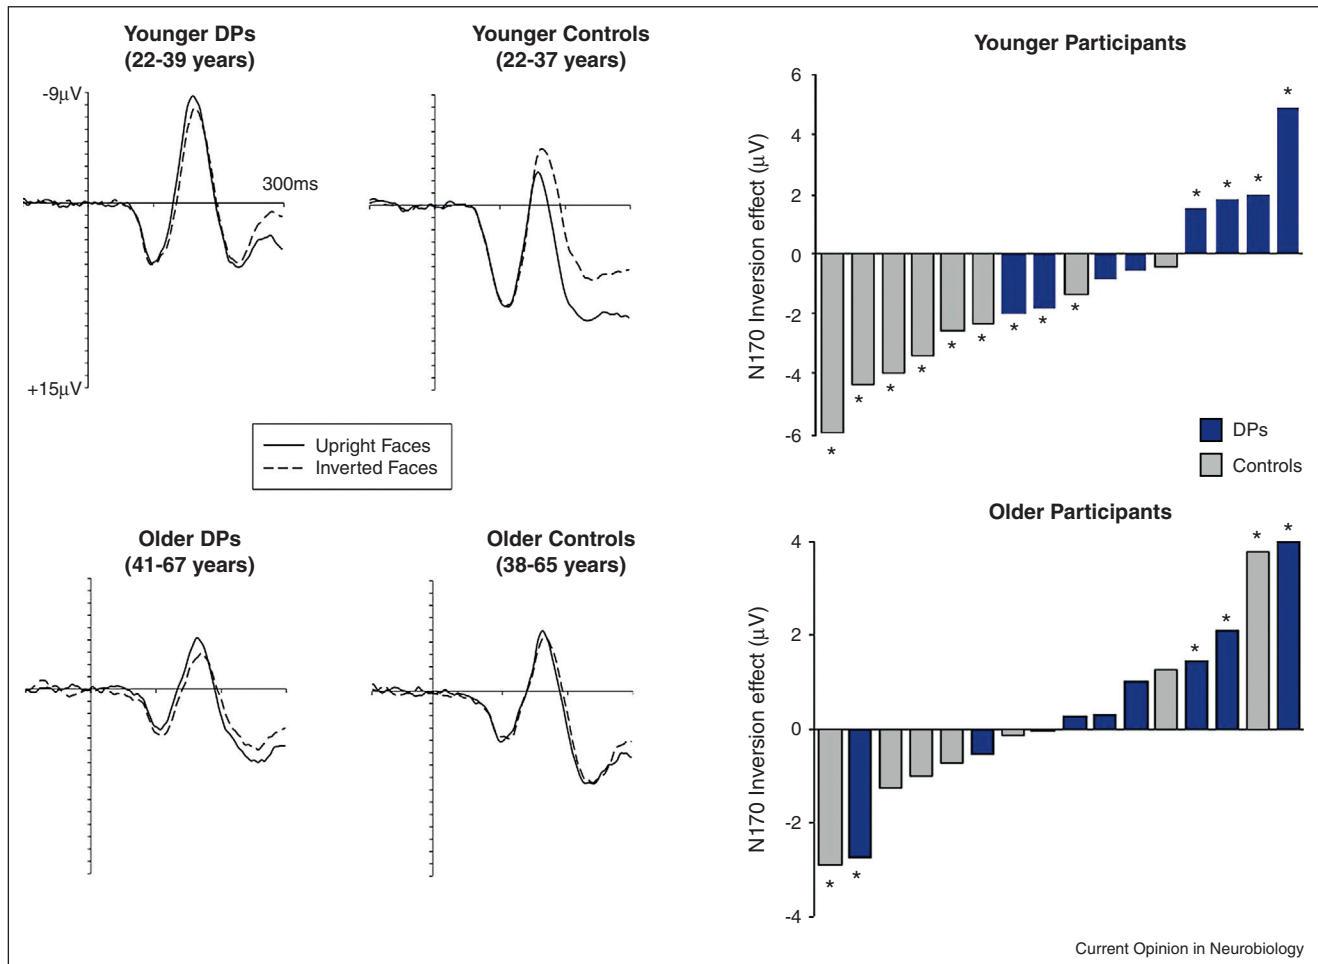 Younger DPs
(22-39 years)
Younger Controls
(22-37 years)
-9µV
300ms
+15µV
Upright Faces
Inverted Faces
Older DPs
(41-67 years)
Older Controls
(38-65 years)
Younger Participants
N170 Inversion effect (µV)
6
4
2
0
-2
-4
-6
* * * * * * * * * * * * *
DPs
Controls
Older Participants
N170 Inversion effect (µV)
4
2
0
-2
-4
* * * * * *
Current Opinion in Neurobiology